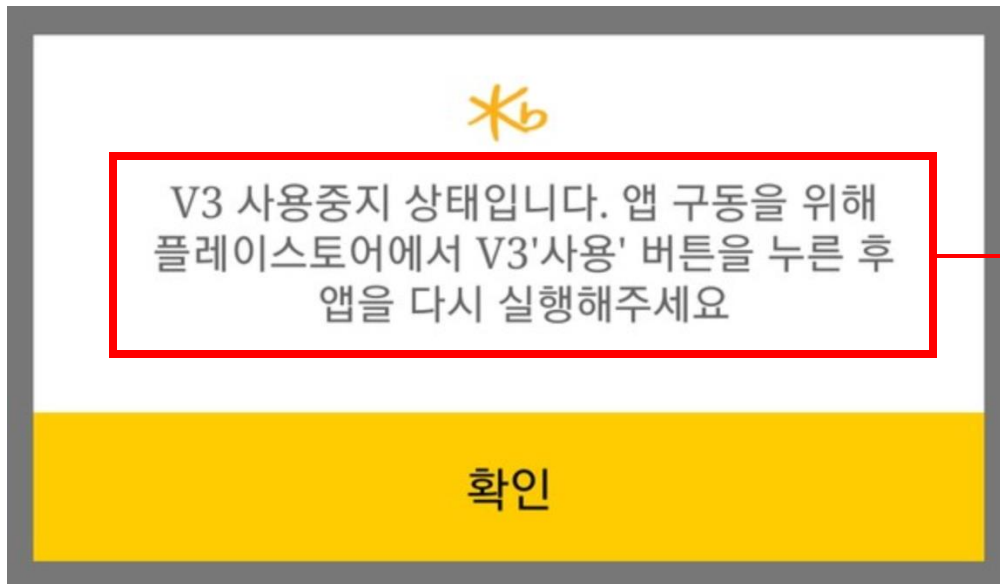 Kb
V3 사용중지 상태입니다. 앱 구동을 위해
플레이스토어에서 V3'사용' 버튼을 누른 후
앱을 다시 실행해주세요
확인